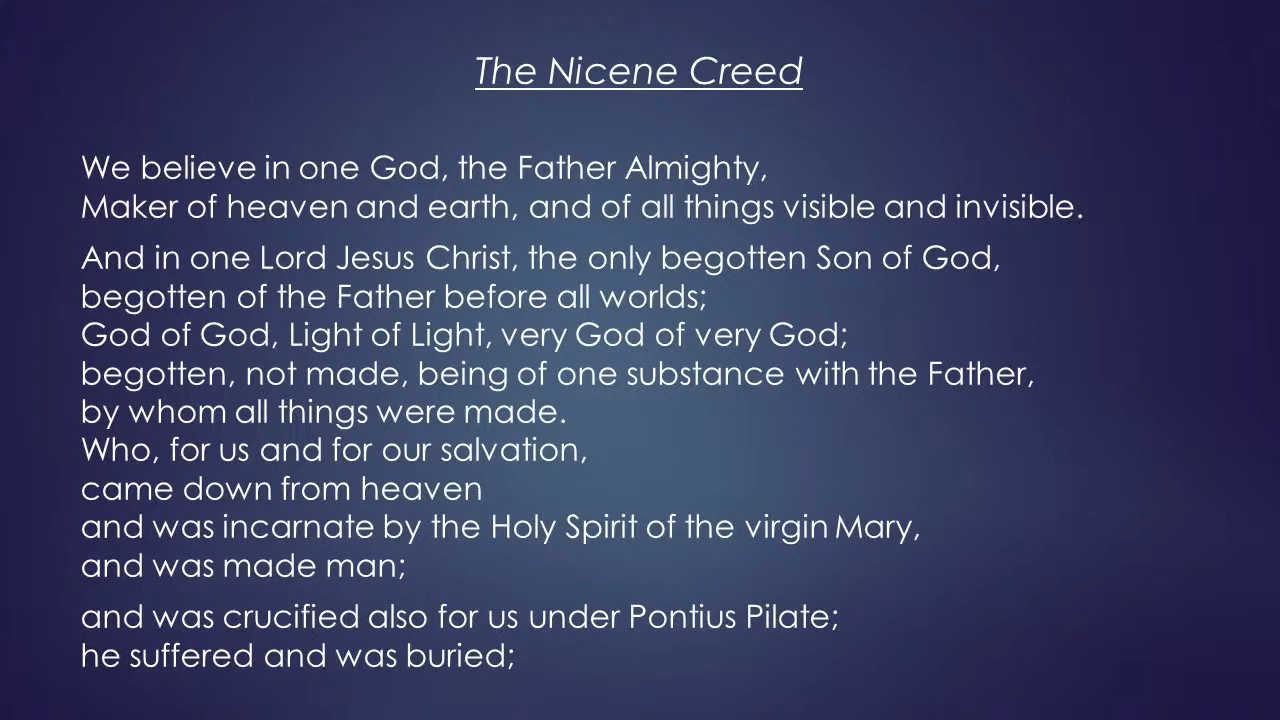 The Nicene Creed
We believe in one God, the Father Almighty,
Maker of heaven and earth, and of all things visible and invisible.
And in one Lord Jesus Christ, the only begotten Son of God,
begotten of the Father before all worlds;
God of God, Light of Light, very God of very God;
begotten, not made, being of one substance with the Father,
by whom all things were made.
Who, for us and for our salvation,
came down from heaven
and was incarnate by the Holy Spirit of the virgin Mary,
and was made man;
and was crucified also for us under Pontius Pilate;
he suffered and was buried;